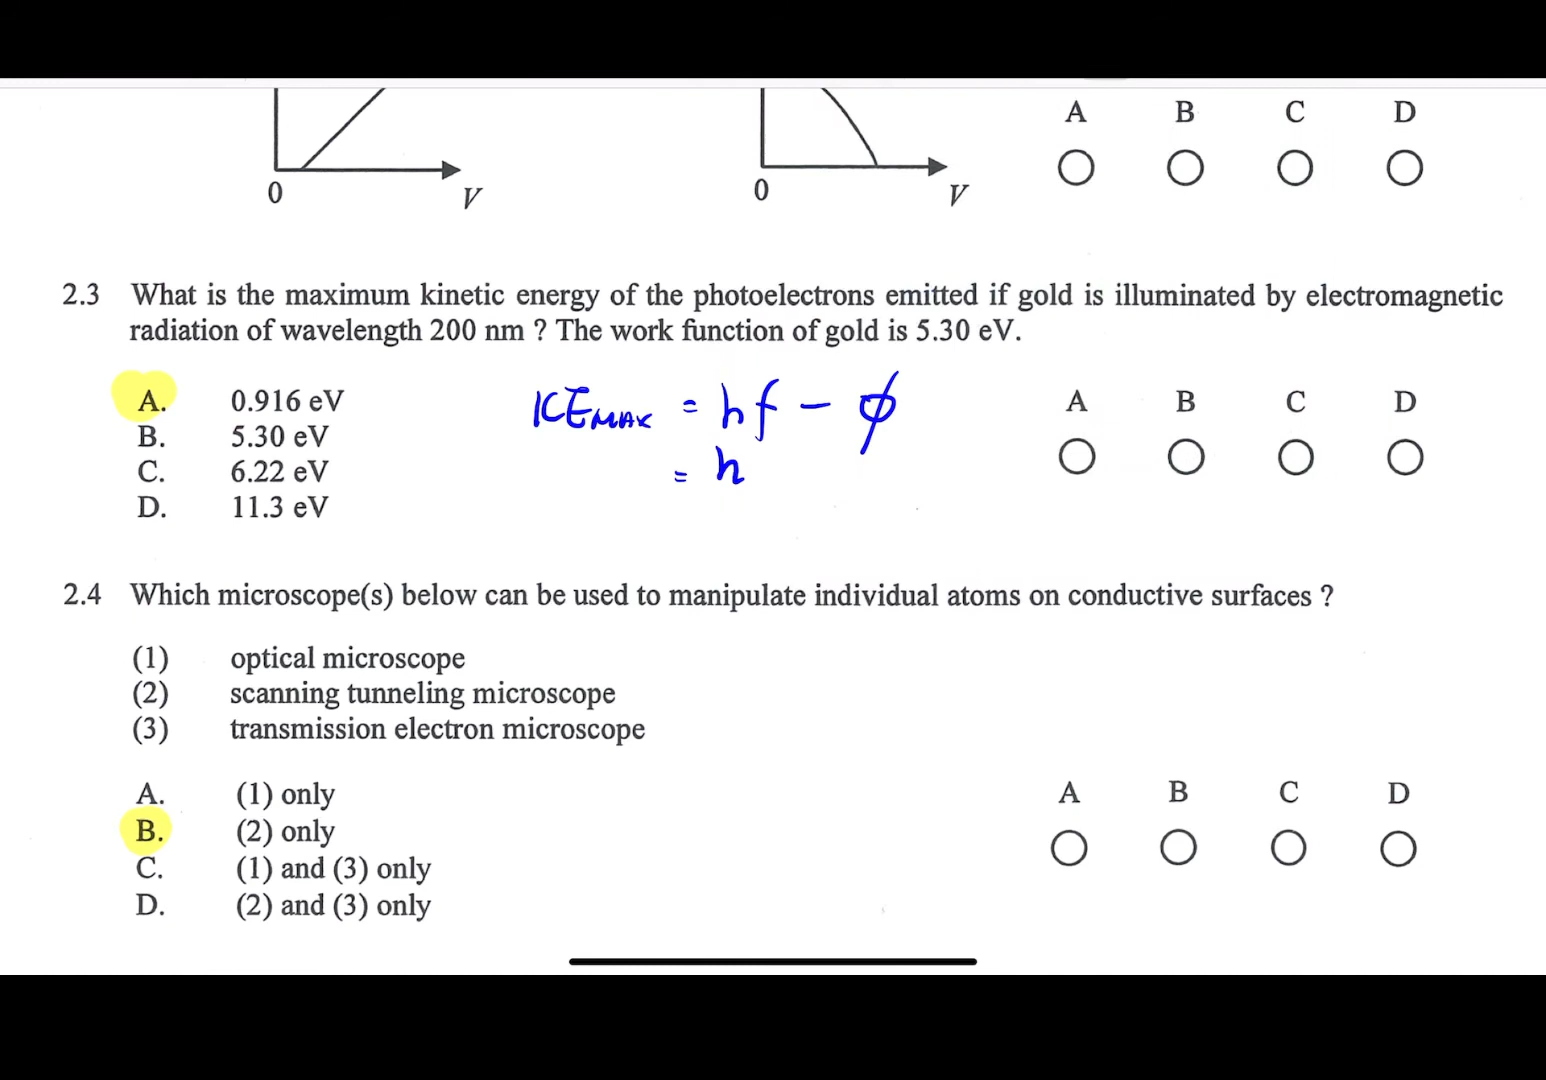 A B C D
0 V 0 V
2.3 What is the maximum kinetic energy of the photoelectrons emitted if gold is illuminated by electromagnetic
radiation of wavelength 200 nm ? The work function of gold is 5.30 eV.
A. 0.916 eV
B. 5.30 eV
C. 6.22 eV
D. 11.3 eV
KEMAX = hf - ϕ
= h
A B C D
2.4 Which microscope(s) below can be used to manipulate individual atoms on conductive surfaces ?
(1) optical microscope
(2) scanning tunneling microscope
(3) transmission electron microscope
A. (1) only
B. (2) only
C. (1) and (3) only
D. (2) and (3) only
A B C D